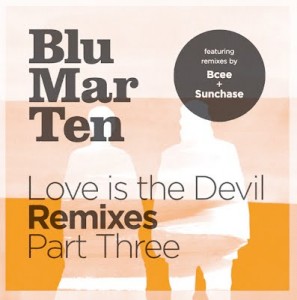 Blu
Mar
Ten
featuring
remixes by
Bcee
+
Sunchase
Love is the Devil
Remixes
Part Three